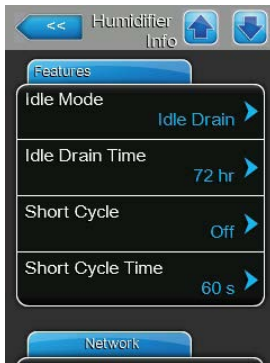 << Humidifier
Info
Features
Idle Mode
Idle Drain
Idle Drain Time
72 hr
Short Cycle
Off
Short Cycle Time
60 s
Network